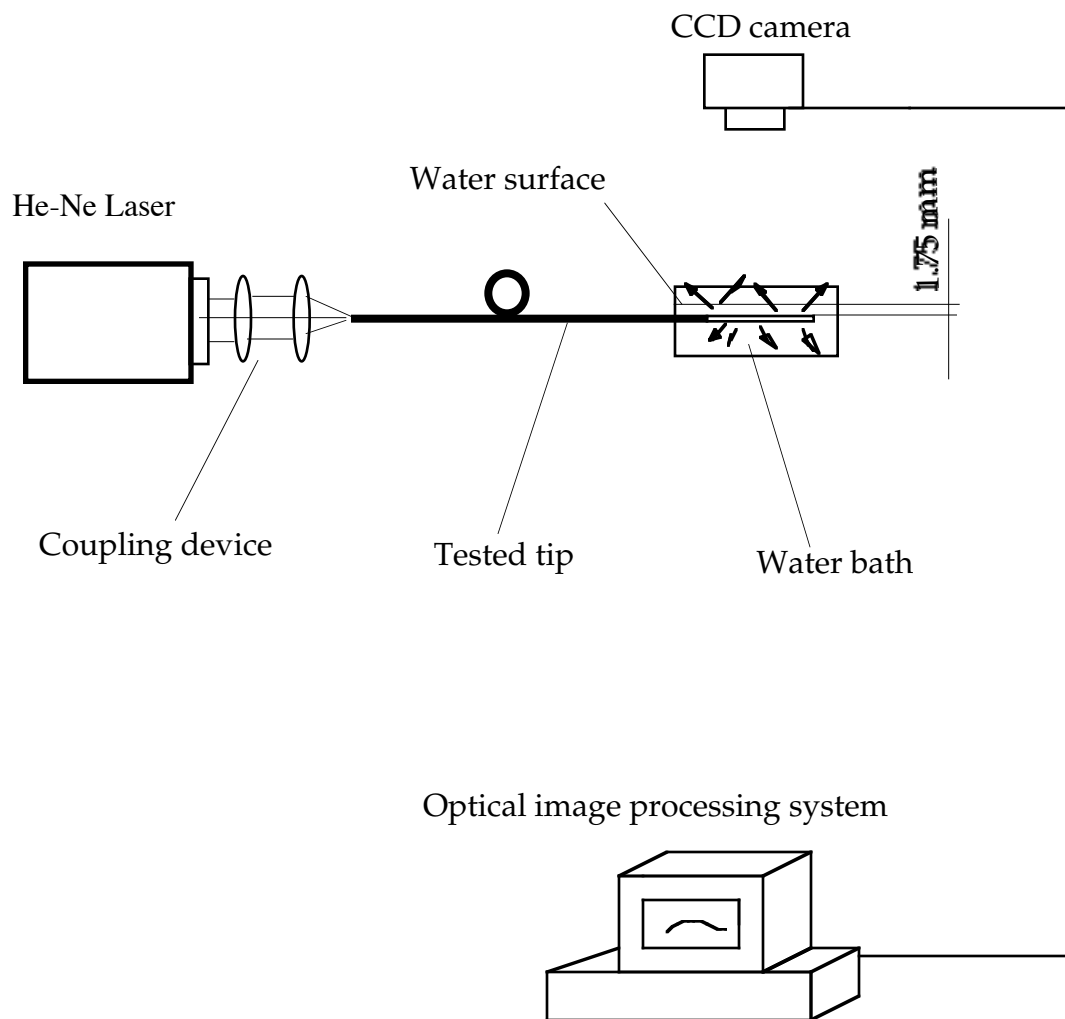 CCD camera
Water surface
He-Ne Laser
1.75 mm
Coupling device
Tested tip
Water bath
Optical image processing system